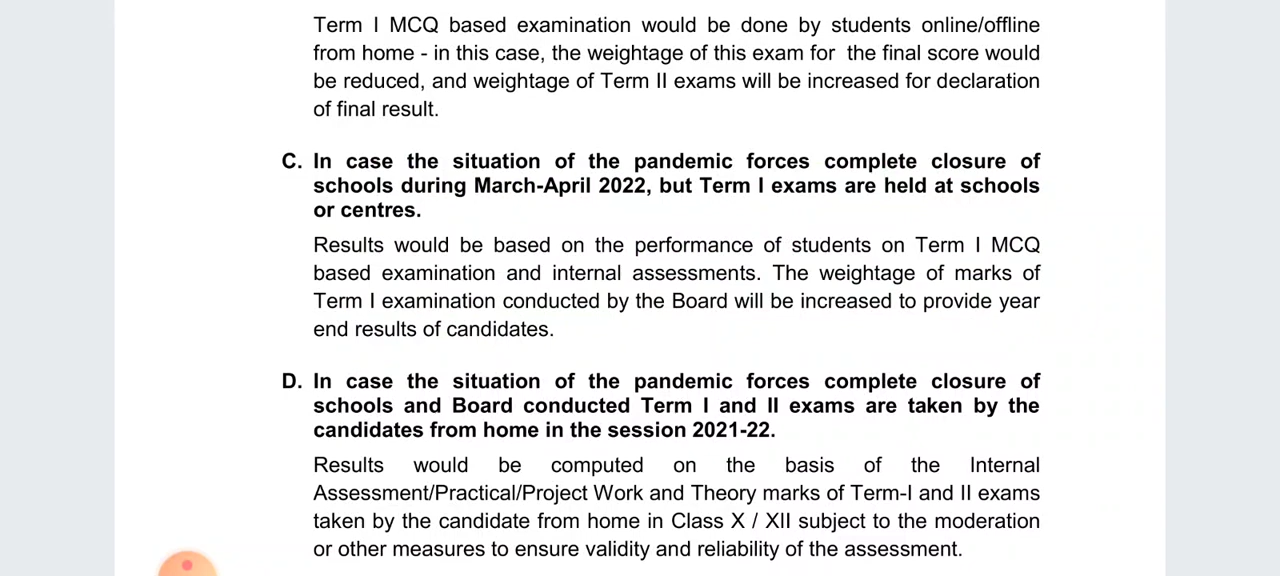 Term I MCQ based examination would be done by students online/offline
from home - in this case, the weightage of this exam for the final score would
be reduced, and weightage of Term II exams will be increased for declaration
of final result.
C. In case the situation of the pandemic forces complete closure of
schools during March-April 2022, but Term I exams are held at schools
or centres.
Results would be based on the performance of students on Term I MCQ
based examination and internal assessments. The weightage of marks of
Term I examination conducted by the Board will be increased to provide year
end results of candidates.
D. In case the situation of the pandemic forces complete closure of
schools and Board conducted Term I and II exams are taken by the
candidates from home in the session 2021-22.
Results would be computed on the basis of the Internal
Assessment/Practical/Project Work and Theory marks of Term-I and II exams
taken by the candidate from home in Class X / XII subject to the moderation
or other measures to ensure validity and reliability of the assessment.